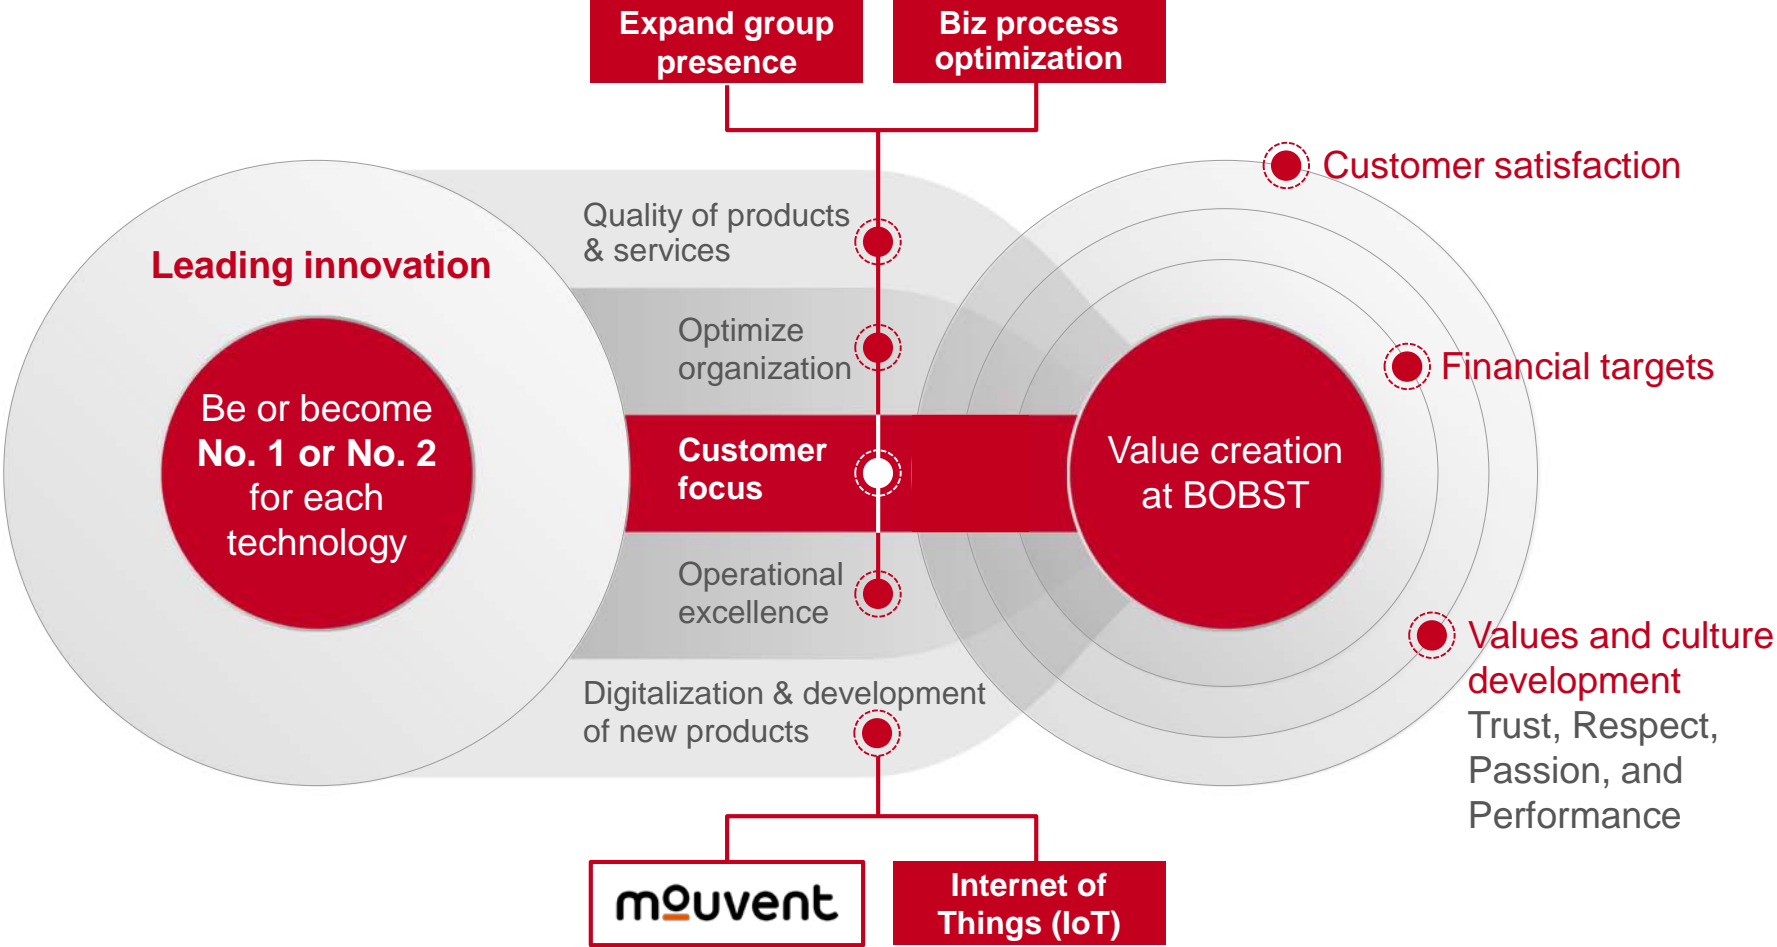 Expand group
presence
Biz process
optimization
Leading innovation
Be or become
No. 1 or No. 2
for each
technology
Quality of products
& services
Optimize
organization
Customer
focus
Operational
excellence
Digitalization & development
of new products
Value creation
at BOBST
Customer satisfaction
Financial targets
Values and culture
development
Trust, Respect,
Passion, and
Performance
mouvent
Internet of
Things (IoT)